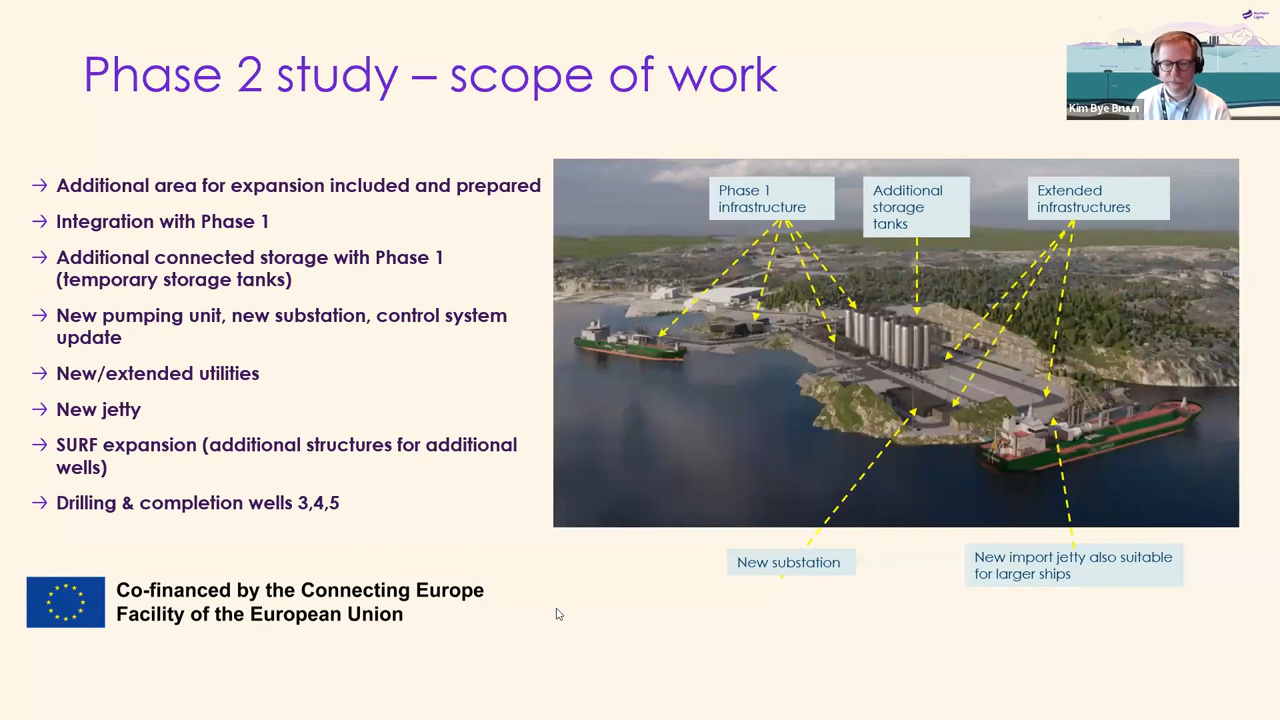 Phase 2 study – scope of work
Northern
Lights
Kim Bye Bruun
→ Additional area for expansion included and prepared
→ Integration with Phase 1
→ Additional connected storage with Phase 1
(temporary storage tanks)
→ New pumping unit, new substation, control system
update
→ New/extended utilities
→ New jetty
→ SURF expansion (additional structures for additional
wells)
→ Drilling & completion wells 3,4,5
Phase 1
infrastructure
Additional
storage
tanks
Extended
infrastructures
New substation
New import jetty also suitable
for larger ships
Co-financed by the Connecting Europe
Facility of the European Union